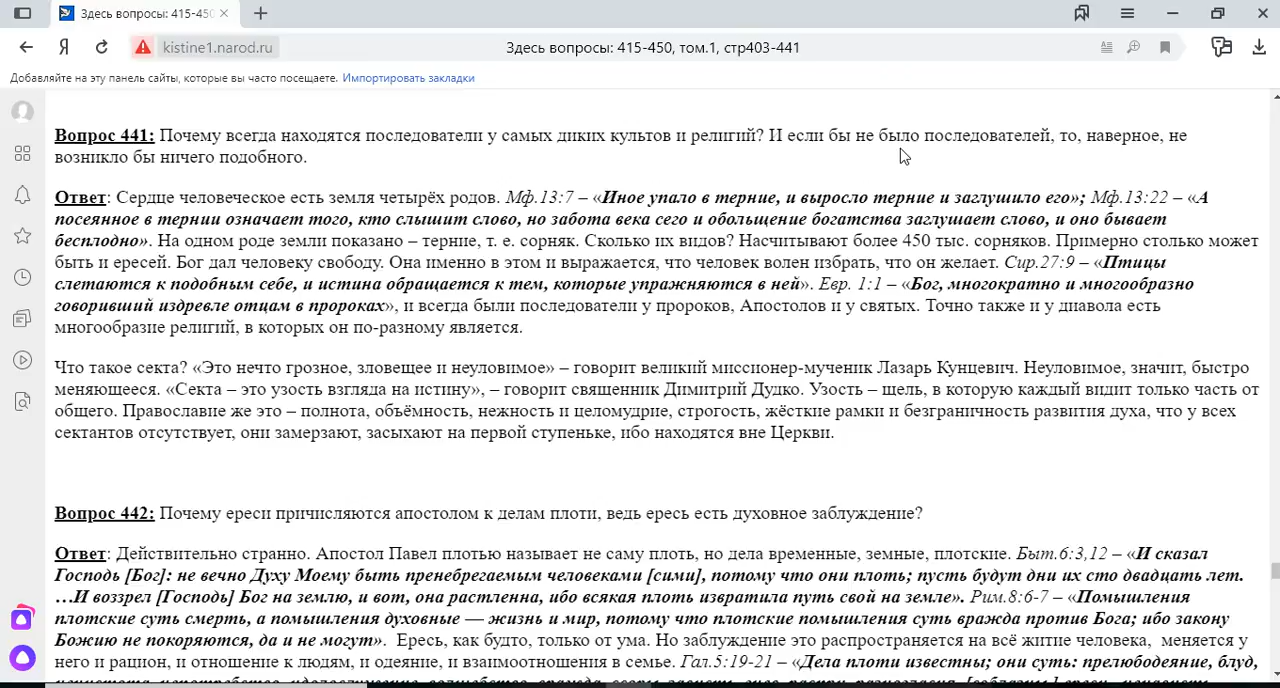 Здесь вопросы: 415-450
kistine1.narod.ru
Здесь вопросы: 415-450, том.1, стр403-441
Добавляйте на эту панель сайты, которые вы часто посещаете. Импортировать закладки
Вопрос 441: Почему всегда находятся последователи у самых диких культов и религий? И если бы не было последователей, то, наверное, не
возникло бы ничего подобного.
Ответ: Сердце человеческое есть земля четырёх родов. Мф.13:7 – «Иное упало в терние, и выросло терние и заглушило его»; Мф.13:22 – «А
посеянное в тернии означает того, кто слышит слово, но забота века сего и обольщение богатства заглушает слово, и оно бывает
бесплодно». На одном роде земли показано – терние, т. е. сорняк. Сколько их видов? Насчитывают более 450 тыс. сорняков. Примерно столько может
быть и ересей. Бог дал человеку свободу. Она именно в этом и выражается, что человек волен избрать, что он желает. Сир.27:9 – «Птицы
слетаются к подобным себе, и истина обращается к тем, которые упражняются в ней». Евр. 1:1 – «Бог, многократно и многообразно
говоривший издревле отцам в пророках», и всегда были последователи у пророков, Апостолов и у святых. Точно также и у диавола есть
многообразие религий, в которых он по-разному является.
Что такое секта? «Это нечто грозное, зловещее и неуловимое» – говорит великий миссионер-мученик Лазарь Кунцевич. Неуловимое, значит, быстро
меняющееся. «Секта – это узость взгляда на истину», – говорит священник Димитрий Дудко. Узость – щель, в которую каждый видит только часть от
общего. Православие же это – полнота, объёмность, нежность и целомудрие, строгость, жёсткие рамки и безграничность развития духа, что у всех
сектантов отсутствует, они замерзают, засыхают на первой ступеньке, ибо находятся вне Церкви.
Вопрос 442: Почему ереси причисляются апостолом к делам плоти, ведь ересь есть духовное заблуждение?
Ответ: Действительно странно. Апостол Павел плотью называет не саму плоть, но дела временные, земные, плотские. Быт.6:3,12 – «И сказал
Господь [Бог]: не вечно Духу Моему быть пренебрегаемым человеками [сими], потому что они плоть; пусть будут дни их сто двадцать лет.
…И воззрел [Господь] Бог на землю, и вот, она растленна, ибо всякая плоть извратила путь свой на земле». Рим.8:6-7 – «Помышления
плотские суть смерть, а помышления духовные — жизнь и мир, потому что плотские помышления суть вражда против Бога; ибо закону
Божию не покоряются, да и не могут». Ересь, как будто, только от ума. Но заблуждение это распространяется на всё житие человека, меняется у
него и рацион, и отношение к людям, и одеяние, и взаимоотношения в семье. Гал.5:19-21 – «Дела плоти известны; они суть: прелюбодеяние, блуд,